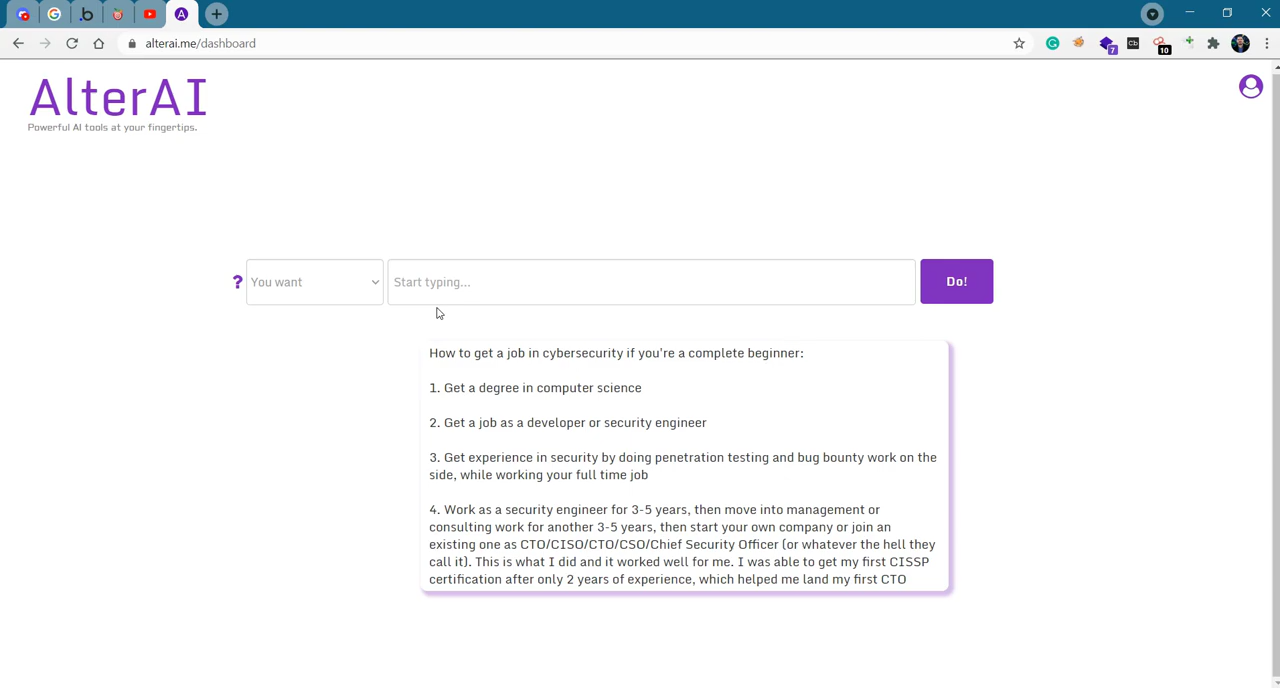 alterai.me/dashboard
7
Cb
10
AlterAI
Powerful AI tools at your fingertips.
? You want Start typing... Do!
How to get a job in cybersecurity if you're a complete beginner:
1. Get a degree in computer science
2. Get a job as a developer or security engineer
3. Get experience in security by doing penetration testing and bug bounty work on the
side, while working your full time job
4. Work as a security engineer for 3-5 years, then move into management or
consulting work for another 3-5 years, then start your own company or join an
existing one as CTO/CISO/CTO/CSO/Chief Security Officer (or whatever the hell they
call it). This is what I did and it worked well for me. I was able to get my first CISSP
certification after only 2 years of experience, which helped me land my first CTO